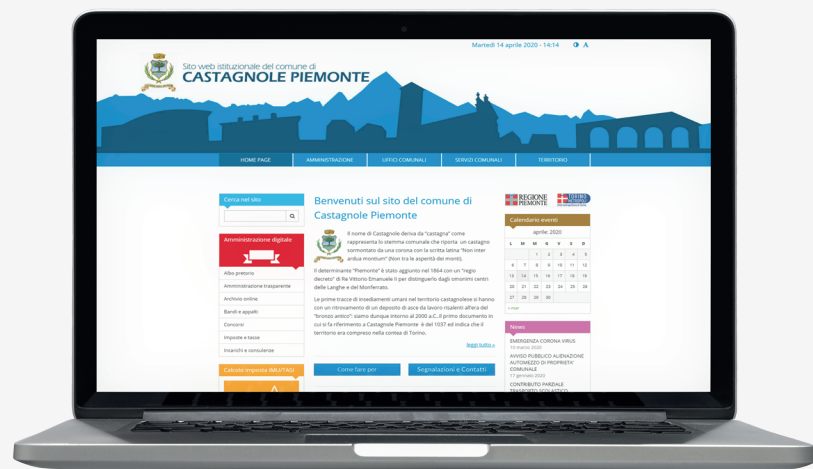 Martedì 14 aprile 2020 - 14:14
A
Sito web istituzionale del comune di
CASTAGNOLE PIEMONTE
HOME PAGE
AMMINISTRAZIONE
UFFICI COMUNALI
SERVIZI COMUNALI
TERRITORIO
Cerca nel sito
Amministrazione digitale
Albo pretorio
Amministrazione trasparente
Archivio online
Bandi e appalti
Concorsi
Imposte e tasse
Incarichi e consulenze
Calcolo imposta IMU/TASI
Benvenuti sul sito del comune di
Castagnole Piemonte
Il nome di Castagnole deriva da "castagna" come
rappresenta lo stemma comunale che riporta un castagno
sormontato da una corona con la scritta latina "Non inter
ardua montium" (Non tra le asperità dei monti).
Il determinante "Piemonte" è stato aggiunto nel 1864 con un "regio
decreto" di Re Vittorio Emanuele II per distinguerlo dagli omonimi centri
delle Langhe e del Monferrato.
Le prime tracce di insediamenti umani nel territorio castagnolese si hanno
con un ritrovamento di un deposito di asce da lavoro risalenti all'era del
"bronzo antico": siamo dunque intorno al 2000 a.C..Il primo documento in
cui si fa riferimento a Castagnole Piemonte è del 1037 ed indica che il
territorio era compreso nella contea di Torino.
leggi tutto »
Come fare per
Segnalazioni e Contatti
REGIONE
PIEMONTE
TORINO
METROPOLI
Calendario eventi
aprile: 2020
L M M G V S D
1 2 3 4 5
6 7 8 9 10 11 12
13 14 15 16 17 18 19
20 21 22 23 24 25 26
27 28 29 30
« mar
News
EMERGENZA CORONA VIRUS
10 marzo 2020
AVVISO PUBBLICO ALIENAZIONE
AUTOMEZZO DI PROPRIETA'
COMUNALE
17 gennaio 2020
CONTRIBUTO PARZIALE
TRASPORTO SCOLASTICO